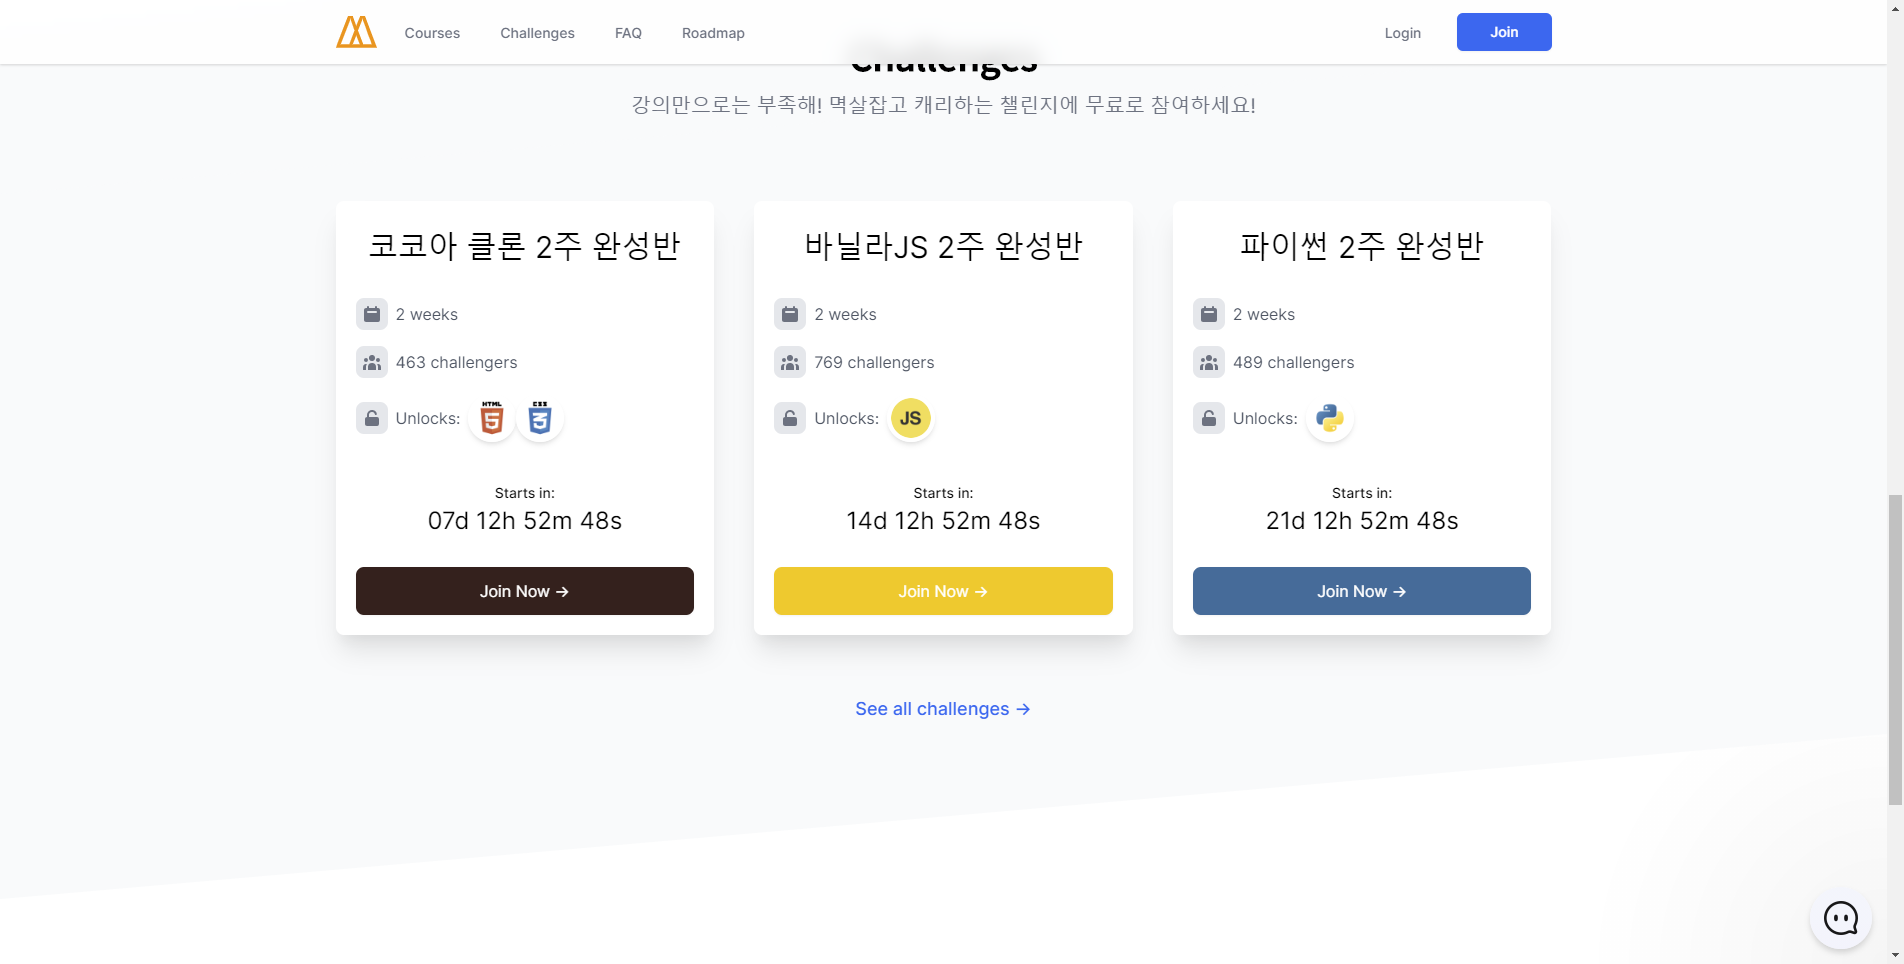 Courses Challenges FAQ Roadmap Login Join
Challenges
강의만으로는 부족해! 멱살잡고 캐리하는 챌린지에 무료로 참여하세요!
코코아 클론 2주 완성반
2 weeks
463 challengers
Unlocks: HTML 5 CSS 3
Starts in:
07d 12h 52m 48s
Join Now →
바닐라JS 2주 완성반
2 weeks
769 challengers
Unlocks: JS
Starts in:
14d 12h 52m 48s
Join Now →
파이썬 2주 완성반
2 weeks
489 challengers
Unlocks:
Starts in:
21d 12h 52m 48s
Join Now →
See all challenges →